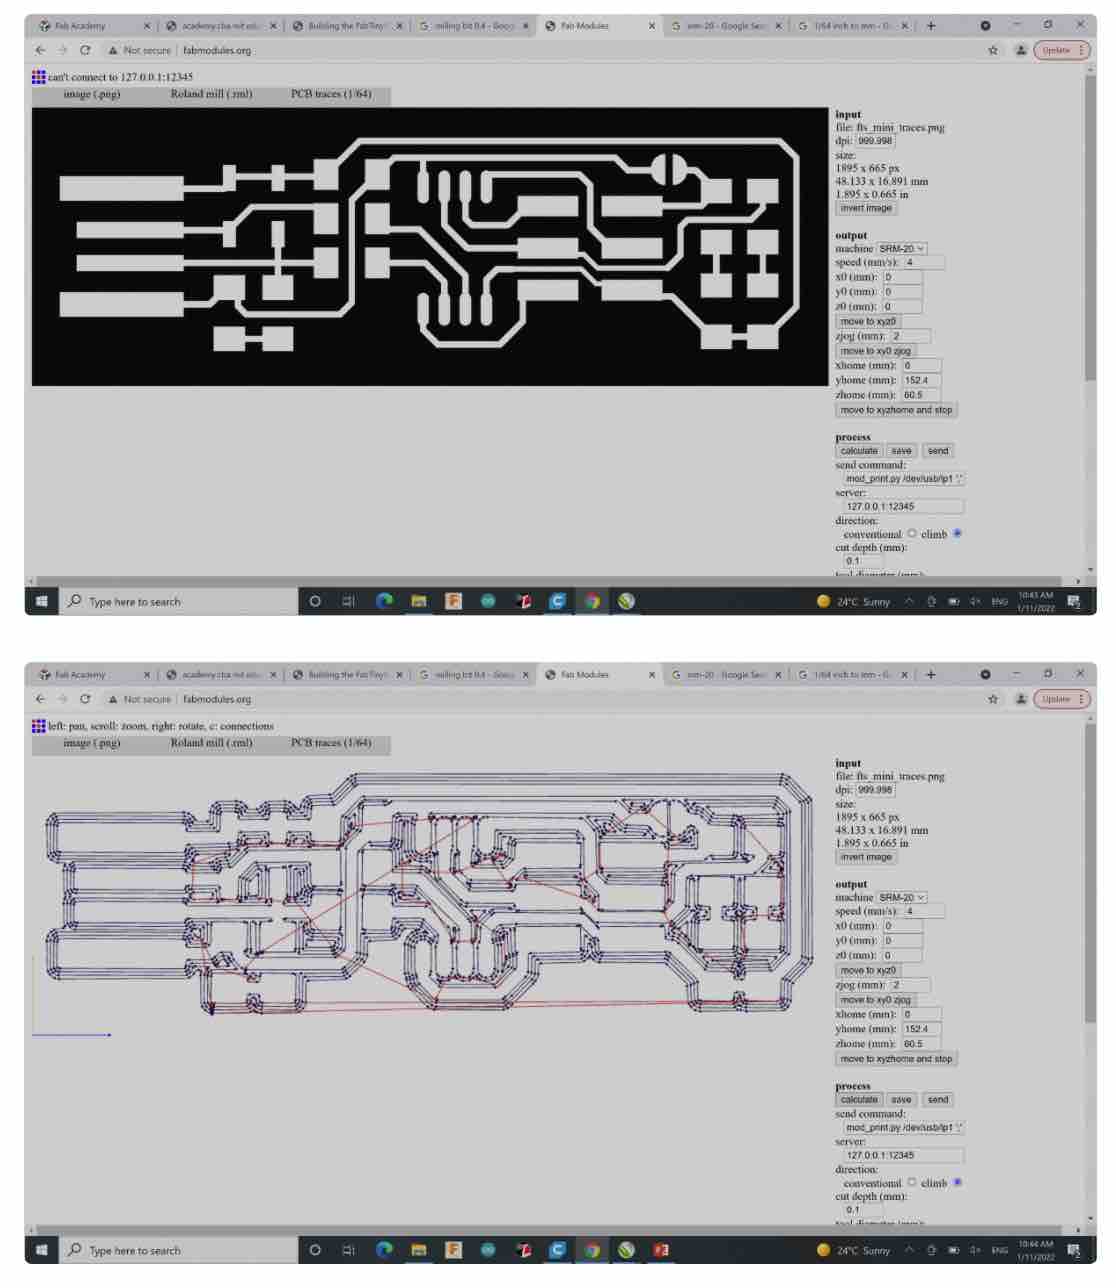 Fab Academy
academy.cba.mit.edu
Building the FabTiny
milling bit 0.4 - Goog
Fab Modules
srm-20 - Google Sea
1/64 inch to mm - G
Not secure | fabmodules.org
Update
can't connect to 127.0.0.1:12345
image (.png) Roland mill (.rml) PCB traces (1/64)
input
file: fts_mini_traces.png
dpi: 999.998
size:
1895 x 665 px
48.133 x 16.891 mm
1.895 x 0.665 in
invert image
output
machine SRM-20
speed (mm/s): 4
x0 (mm): 0
y0 (mm): 0
z0 (mm): 0
move to xyz0
zjog (mm): 2
move to xy0 zjog
xhome (mm): 0
yhome (mm): 152.4
zhome (mm): 60.5
move to xyzhome and stop
process
calculate save send
send command:
mod_print.py /dev/usb/lp1 ';'
server:
127.0.0.1:12345
direction:
conventional climb
cut depth (mm):
0.1
tool diameter (mm):
Type here to search
24°C Sunny
ENG
10:43 AM
1/11/2022
Fab Academy
academy.cba.mit.edu
Building the FabTiny
milling bit 0.4 - Goog
Fab Modules
srm-20 - Google Sea
1/64 inch to mm - G
Not secure | fabmodules.org
Update
left: pan, scroll: zoom, right: rotate, c: connections
image (.png) Roland mill (.rml) PCB traces (1/64)
input
file: fts_mini_traces.png
dpi: 999.998
size:
1895 x 665 px
48.133 x 16.891 mm
1.895 x 0.665 in
invert image
output
machine SRM-20
speed (mm/s): 4
x0 (mm): 0
y0 (mm): 0
z0 (mm): 0
move to xyz0
zjog (mm): 2
move to xy0 zjog
xhome (mm): 0
yhome (mm): 152.4
zhome (mm): 60.5
move to xyzhome and stop
process
calculate save send
send command:
mod_print.py /dev/usb/lp1 ';'
server:
127.0.0.1:12345
direction:
conventional climb
cut depth (mm):
0.1
tool diameter (mm):
Type here to search
24°C Sunny
ENG
10:44 AM
1/11/2022